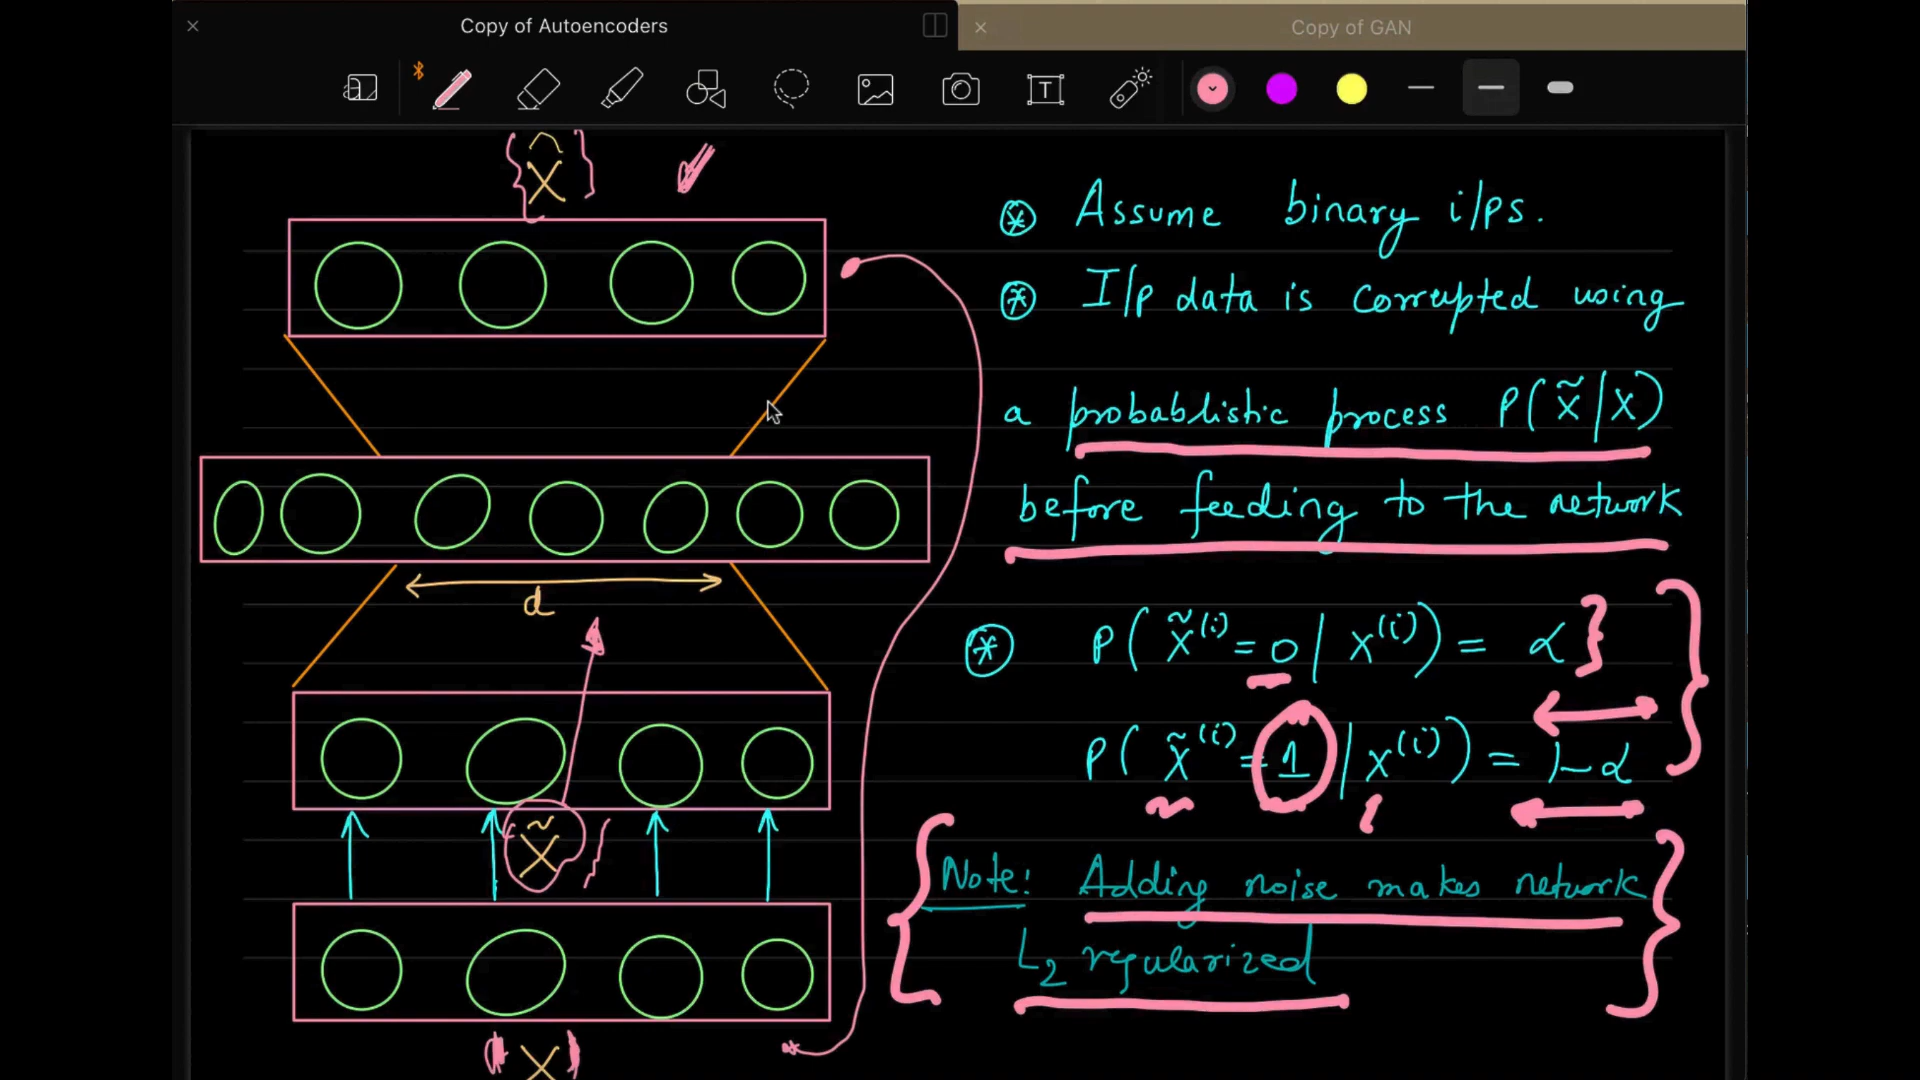 Copy of Autoencoders
Copy of GAN
T
X̂
⊛ Assume binary i/ps.
⊛ I/p data is corrupted using
a probablistic process P(x̃|X)
before feeding to the network
d
⊛ P(x̃⁽ⁱ⁾=0|x⁽ⁱ⁾) = α
P(x̃⁽ⁱ⁾=1|x⁽ⁱ⁾) = 1-α
X̃
Note: Adding noise makes network
L₂ regularized
X